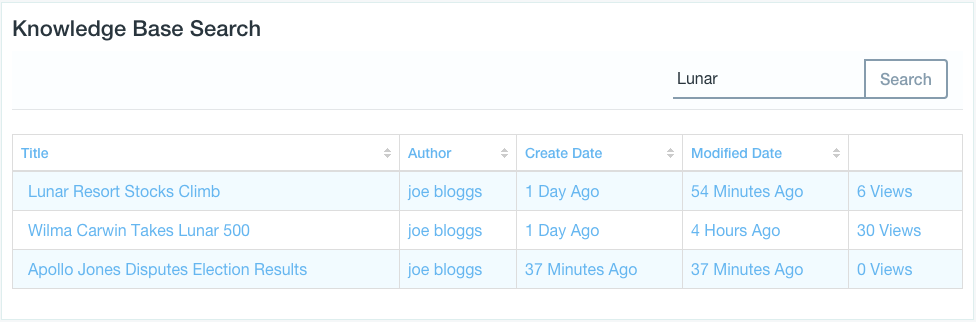 Knowledge Base Search
Lunar Search
Title Author Create Date Modified Date
Lunar Resort Stocks Climb joe bloggs 1 Day Ago 54 Minutes Ago 6 Views
Wilma Carwin Takes Lunar 500 joe bloggs 1 Day Ago 4 Hours Ago 30 Views
Apollo Jones Disputes Election Results joe bloggs 37 Minutes Ago 37 Minutes Ago 0 Views